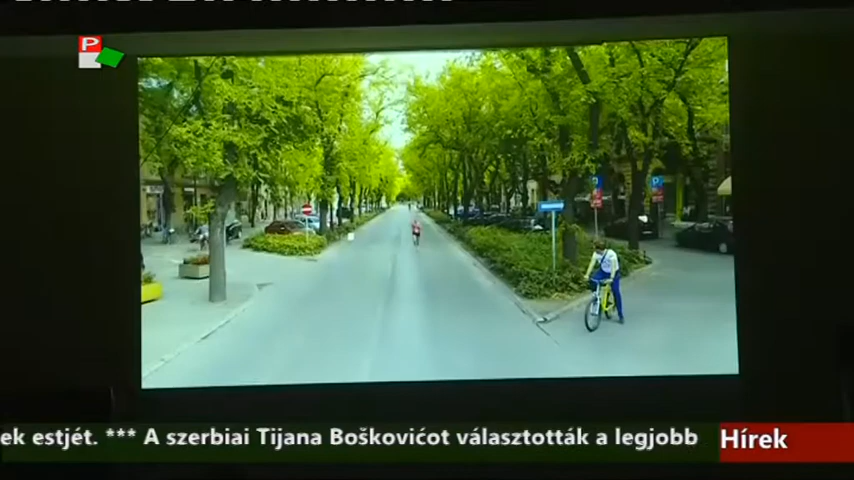 P
ek estjét. *** A szerbiai Tijana Boškovićot választották a legjobb
Hírek